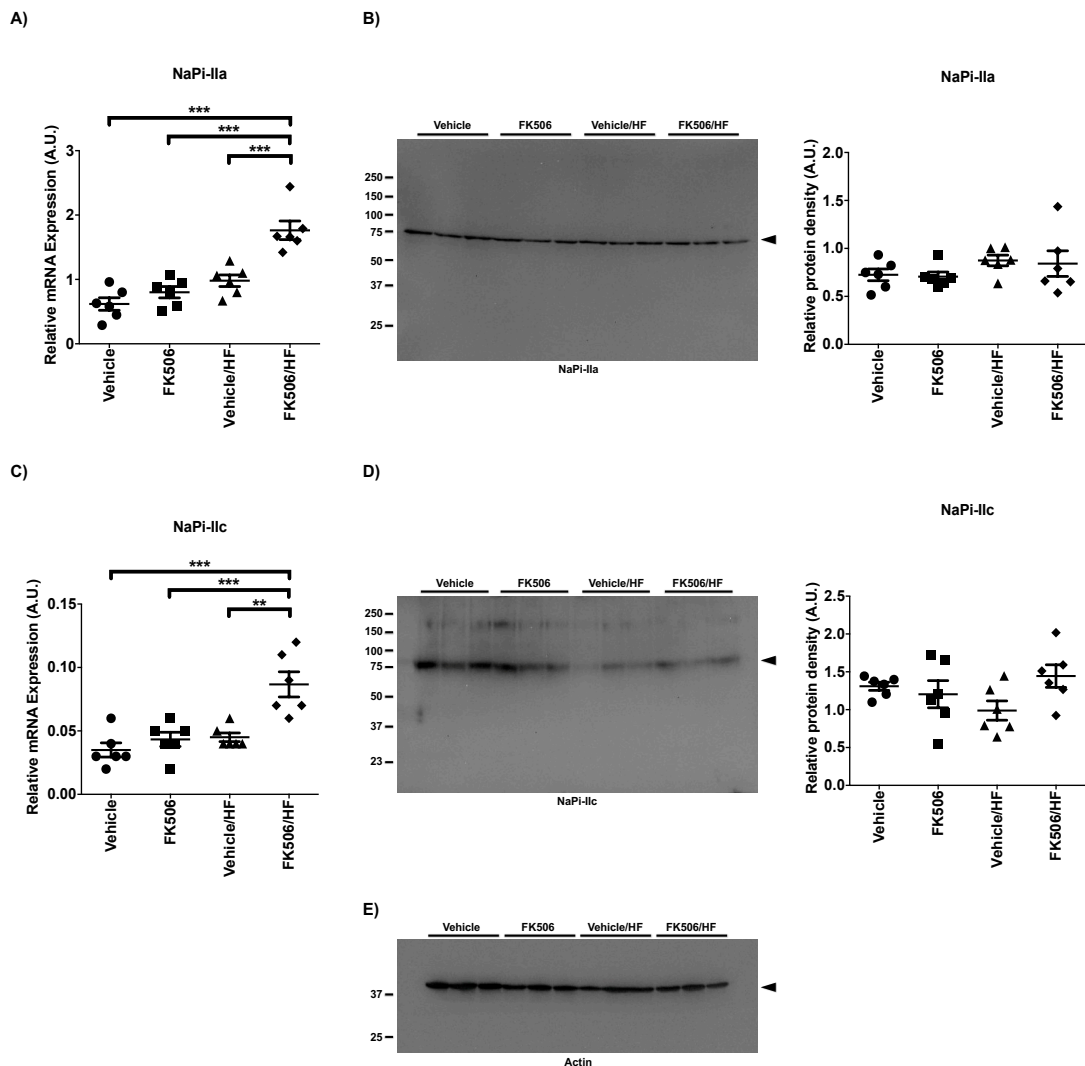 A)
NaPi-IIa
***
***
***
Relative mRNA Expression (A.U.)
3
2
1
0
Vehicle
FK506
Vehicle/HF
FK506/HF
B)
Vehicle FK506 Vehicle/HF FK506/HF
250
150
100
75
50
37
25
NaPi-IIa
NaPi-IIa
Relative protein density (A.U.)
2.0
1.5
1.0
0.5
0.0
Vehicle
FK506
Vehicle/HF
FK506/HF
C)
NaPi-IIc
***
***
**
Relative mRNA Expression (A.U.)
0.15
0.10
0.05
0.00
Vehicle
FK506
Vehicle/HF
FK506/HF
D)
Vehicle FK506 Vehicle/HF FK506/HF
250
150
100
75
50
37
23
NaPi-IIc
NaPi-IIc
Relative protein density (A.U.)
2.5
2.0
1.5
1.0
0.5
0.0
Vehicle
FK506
Vehicle/HF
FK506/HF
E)
Vehicle FK506 Vehicle/HF FK506/HF
37
25
Actin